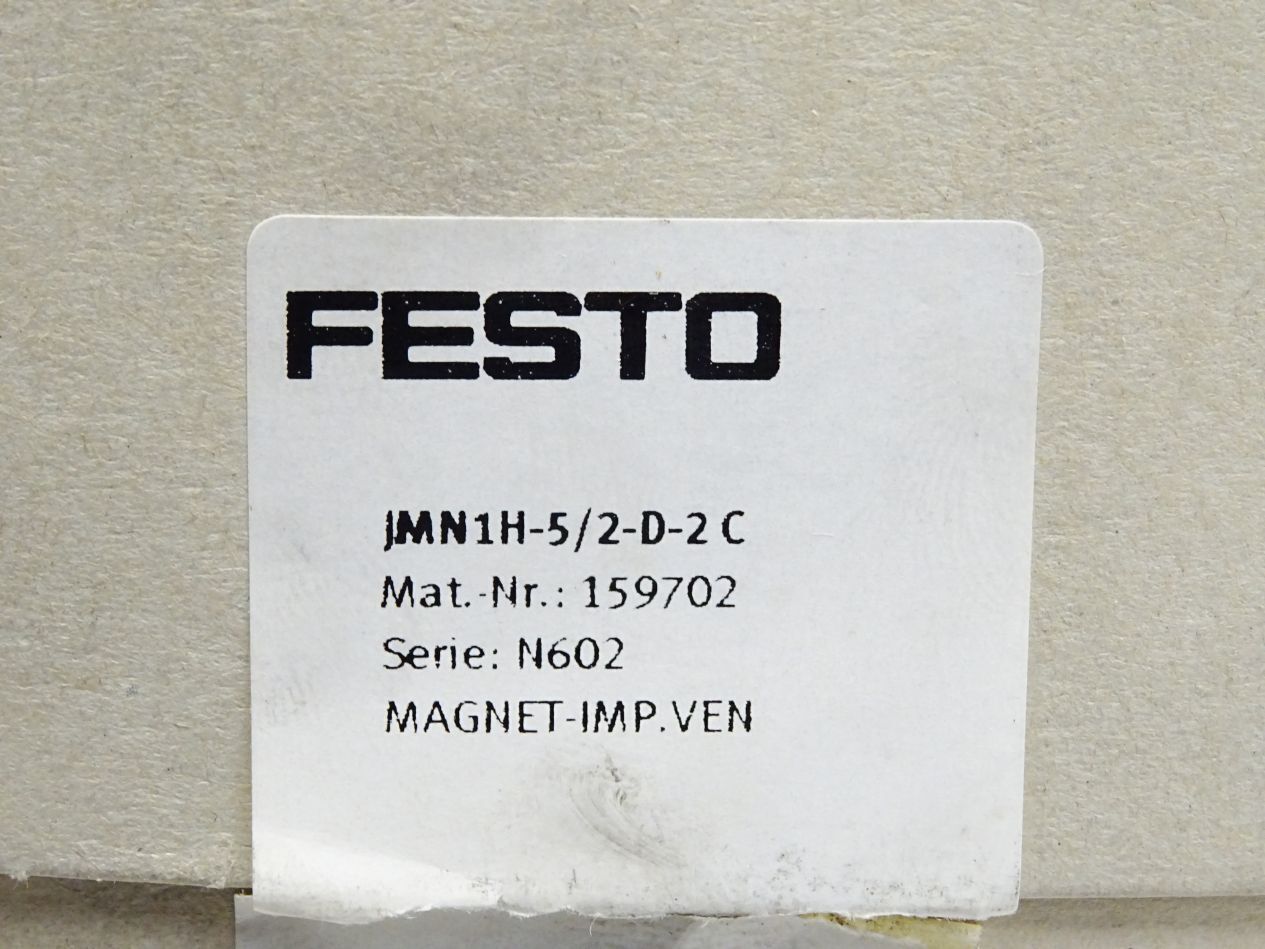 FESTO
JMN1H-5/2-D-2 C
Mat.-Nr.: 159702
Serie: N602
MAGNET-IMP.VEN